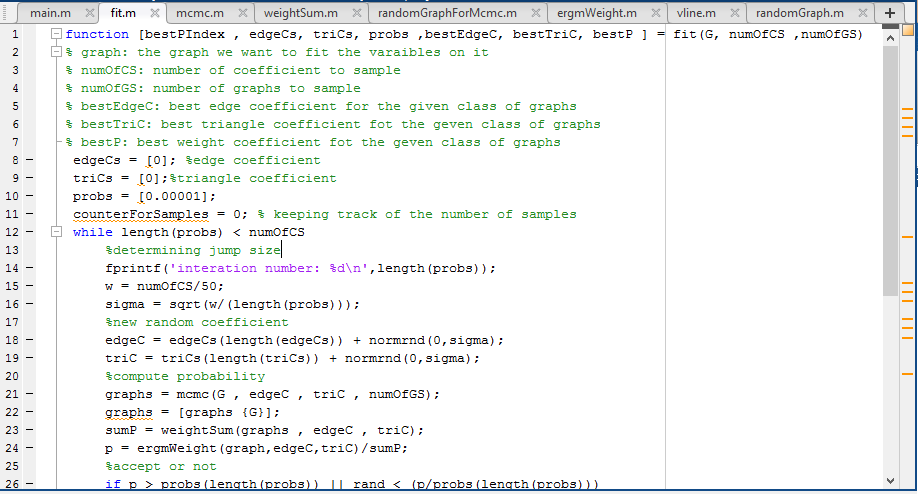 main.m fit.m mcmc.m weightSum.m randomGraphForMcmc.m ergmWeight.m vline.m randomGraph.m +
1 function [bestPIndex , edgeCs, triCs, probs ,bestEdgeC, bestTriC, bestP ] = fit(G, numOfCS ,numOfGS)
2 % graph: the graph we want to fit the varaibles on it
3 % numOfCS: number of coefficient to sample
4 % numOfGS: number of graphs to sample
5 % bestEdgeC: best edge coefficient for the given class of graphs
6 % bestTriC: best triangle coefficient fot the geven class of graphs
7 % bestP: best weight coefficient fot the geven class of graphs
8 – edgeCs = [0]; %edge coefficient
9 – triCs = [0];%triangle coefficient
10 – probs = [0.00001];
11 – counterForSamples = 0; % keeping track of the number of samples
12 – while length(probs) < numOfCS
13 %determining jump size
14 – fprintf('interation number: %d\n',length(probs));
15 – w = numOfCS/50;
16 – sigma = sqrt(w/(length(probs)));
17 %new random coefficient
18 – edgeC = edgeCs(length(edgeCs)) + normrnd(0,sigma);
19 – triC = triCs(length(triCs)) + normrnd(0,sigma);
20 %compute probability
21 – graphs = mcmc(G , edgeC , triC , numOfGS);
22 – graphs = [graphs {G}];
23 – sumP = weightSum(graphs , edgeC , triC);
24 – p = ergmWeight(graph,edgeC,triC)/sumP;
25 %accept or not
26 – if p > probs(length(probs)) || rand < (p/probs(length(probs)))